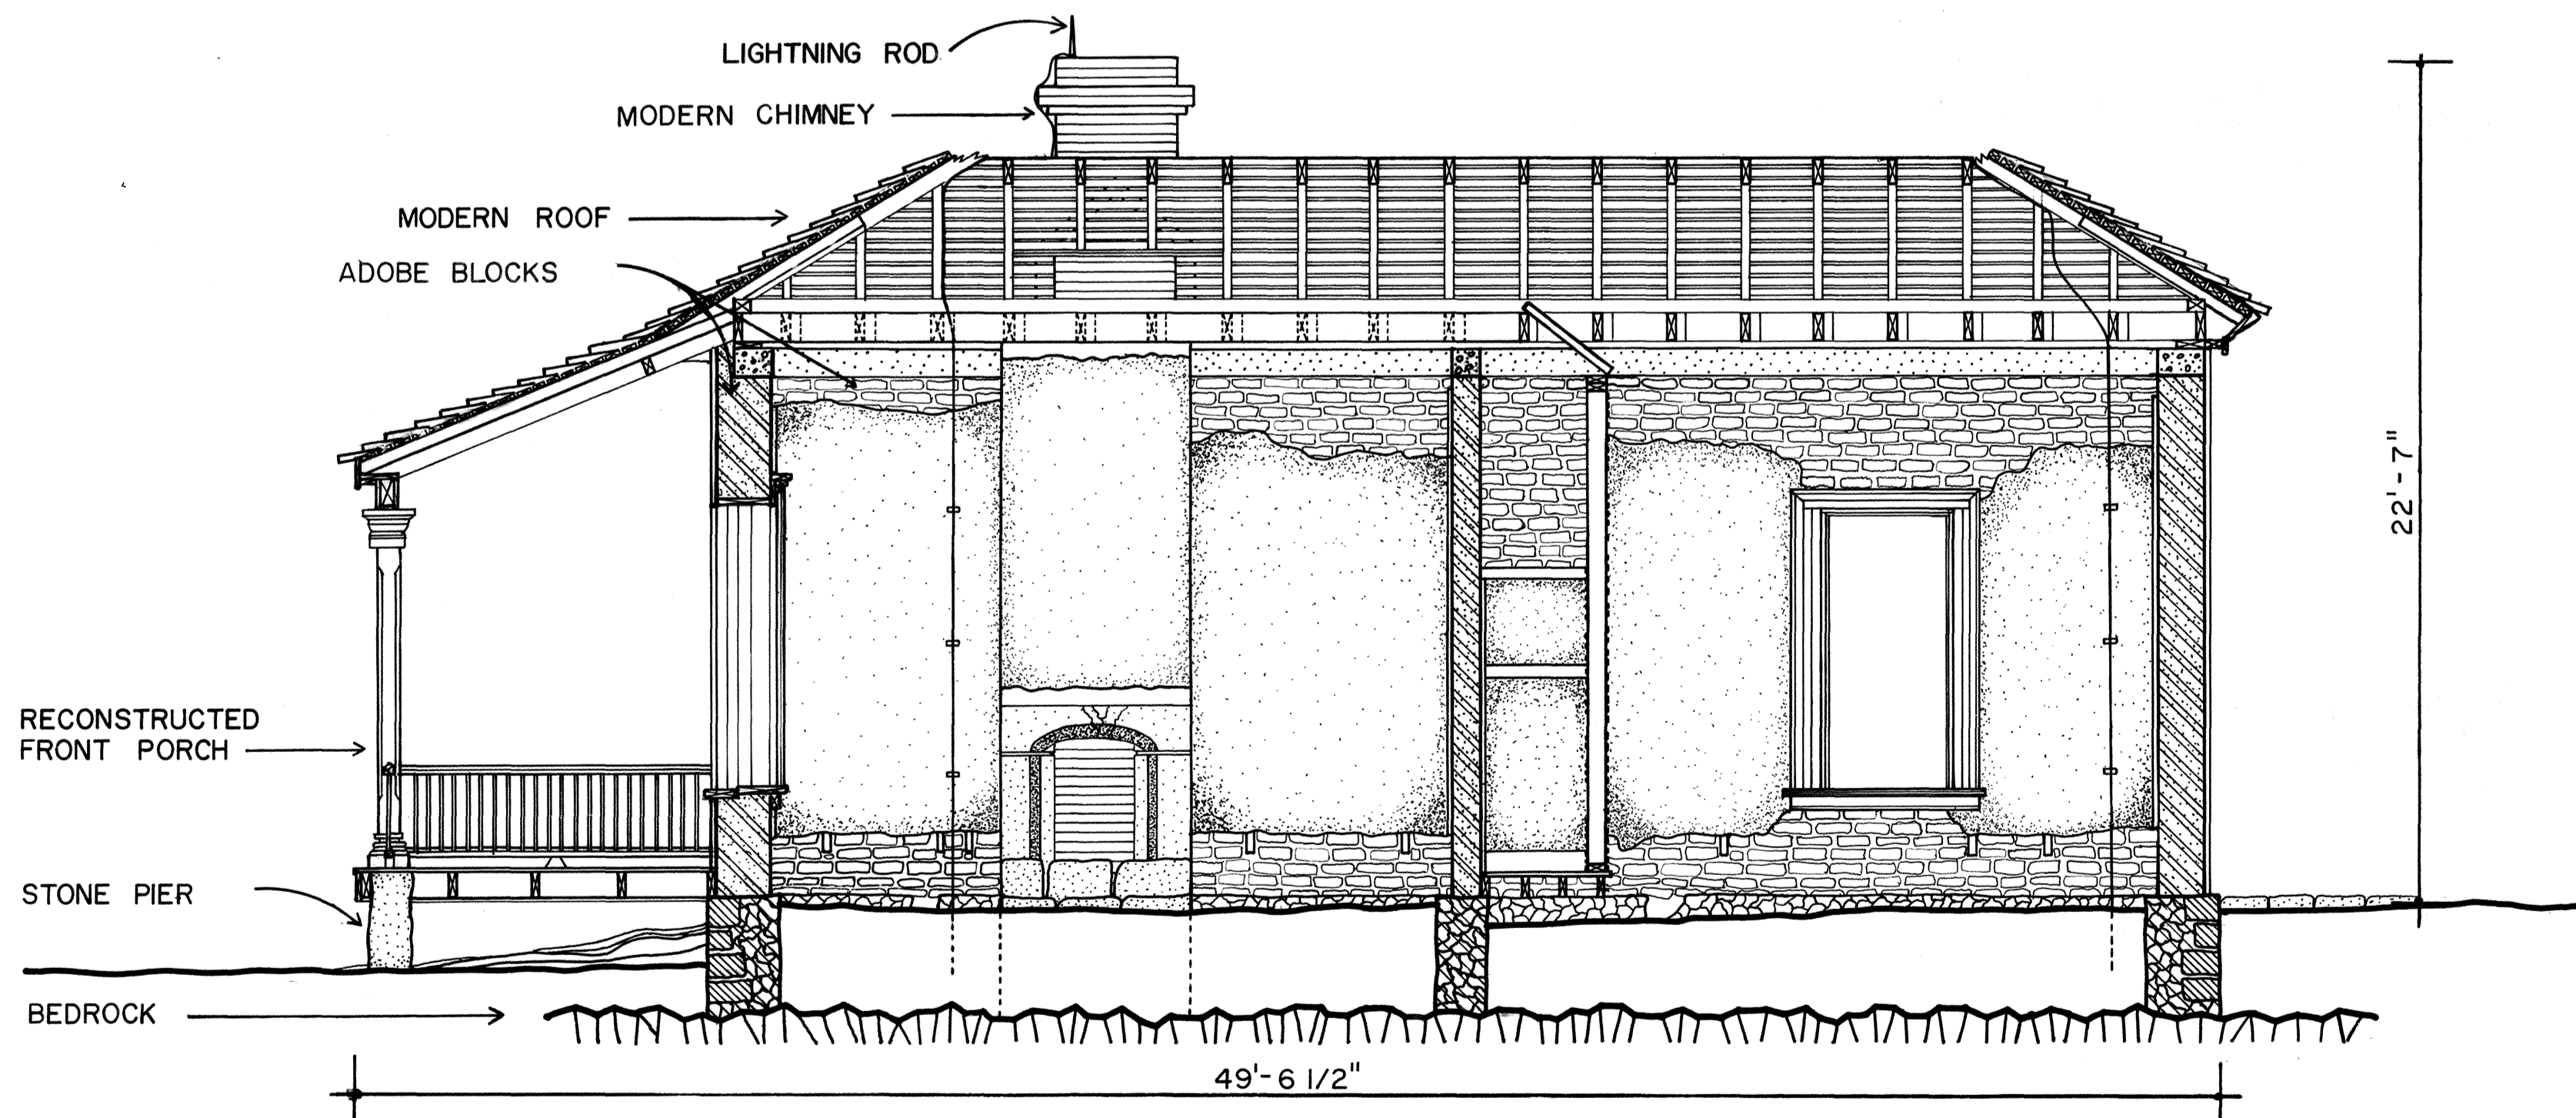 LIGHTNING ROD
MODERN CHIMNEY
MODERN ROOF
ADOBE BLOCKS
22'-7"
RECONSTRUCTED
FRONT PORCH
STONE PIER
BEDROCK
49'-6 1/2"